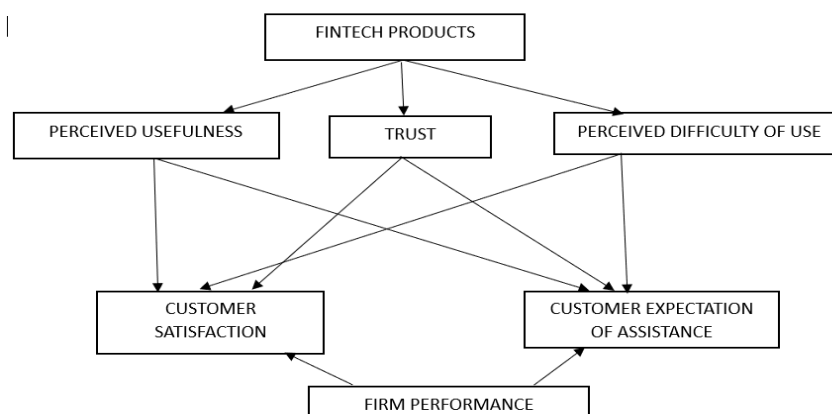 FINTECH PRODUCTS
PERCEIVED USEFULNESS
TRUST
PERCEIVED DIFFICULTY OF USE
CUSTOMER
SATISFACTION
CUSTOMER EXPECTATION
OF ASSISTANCE
FIRM PERFORMANCE